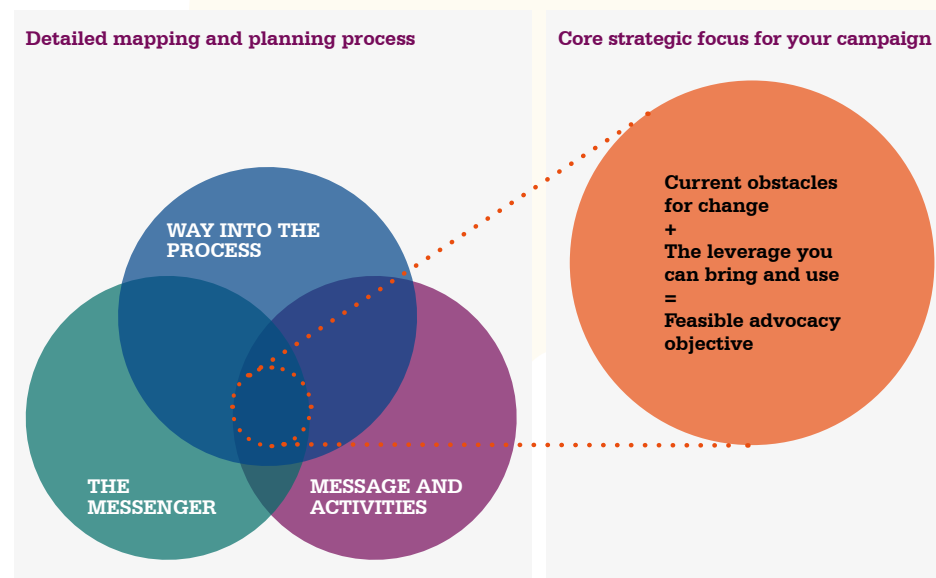 Detailed mapping and planning process
Core strategic focus for your campaign
WAY INTO THE
PROCESS
THE
MESSENGER
MESSAGE AND
ACTIVITIES
Current obstacles
for change
+
The leverage you
can bring and use
=
Feasible advocacy
objective